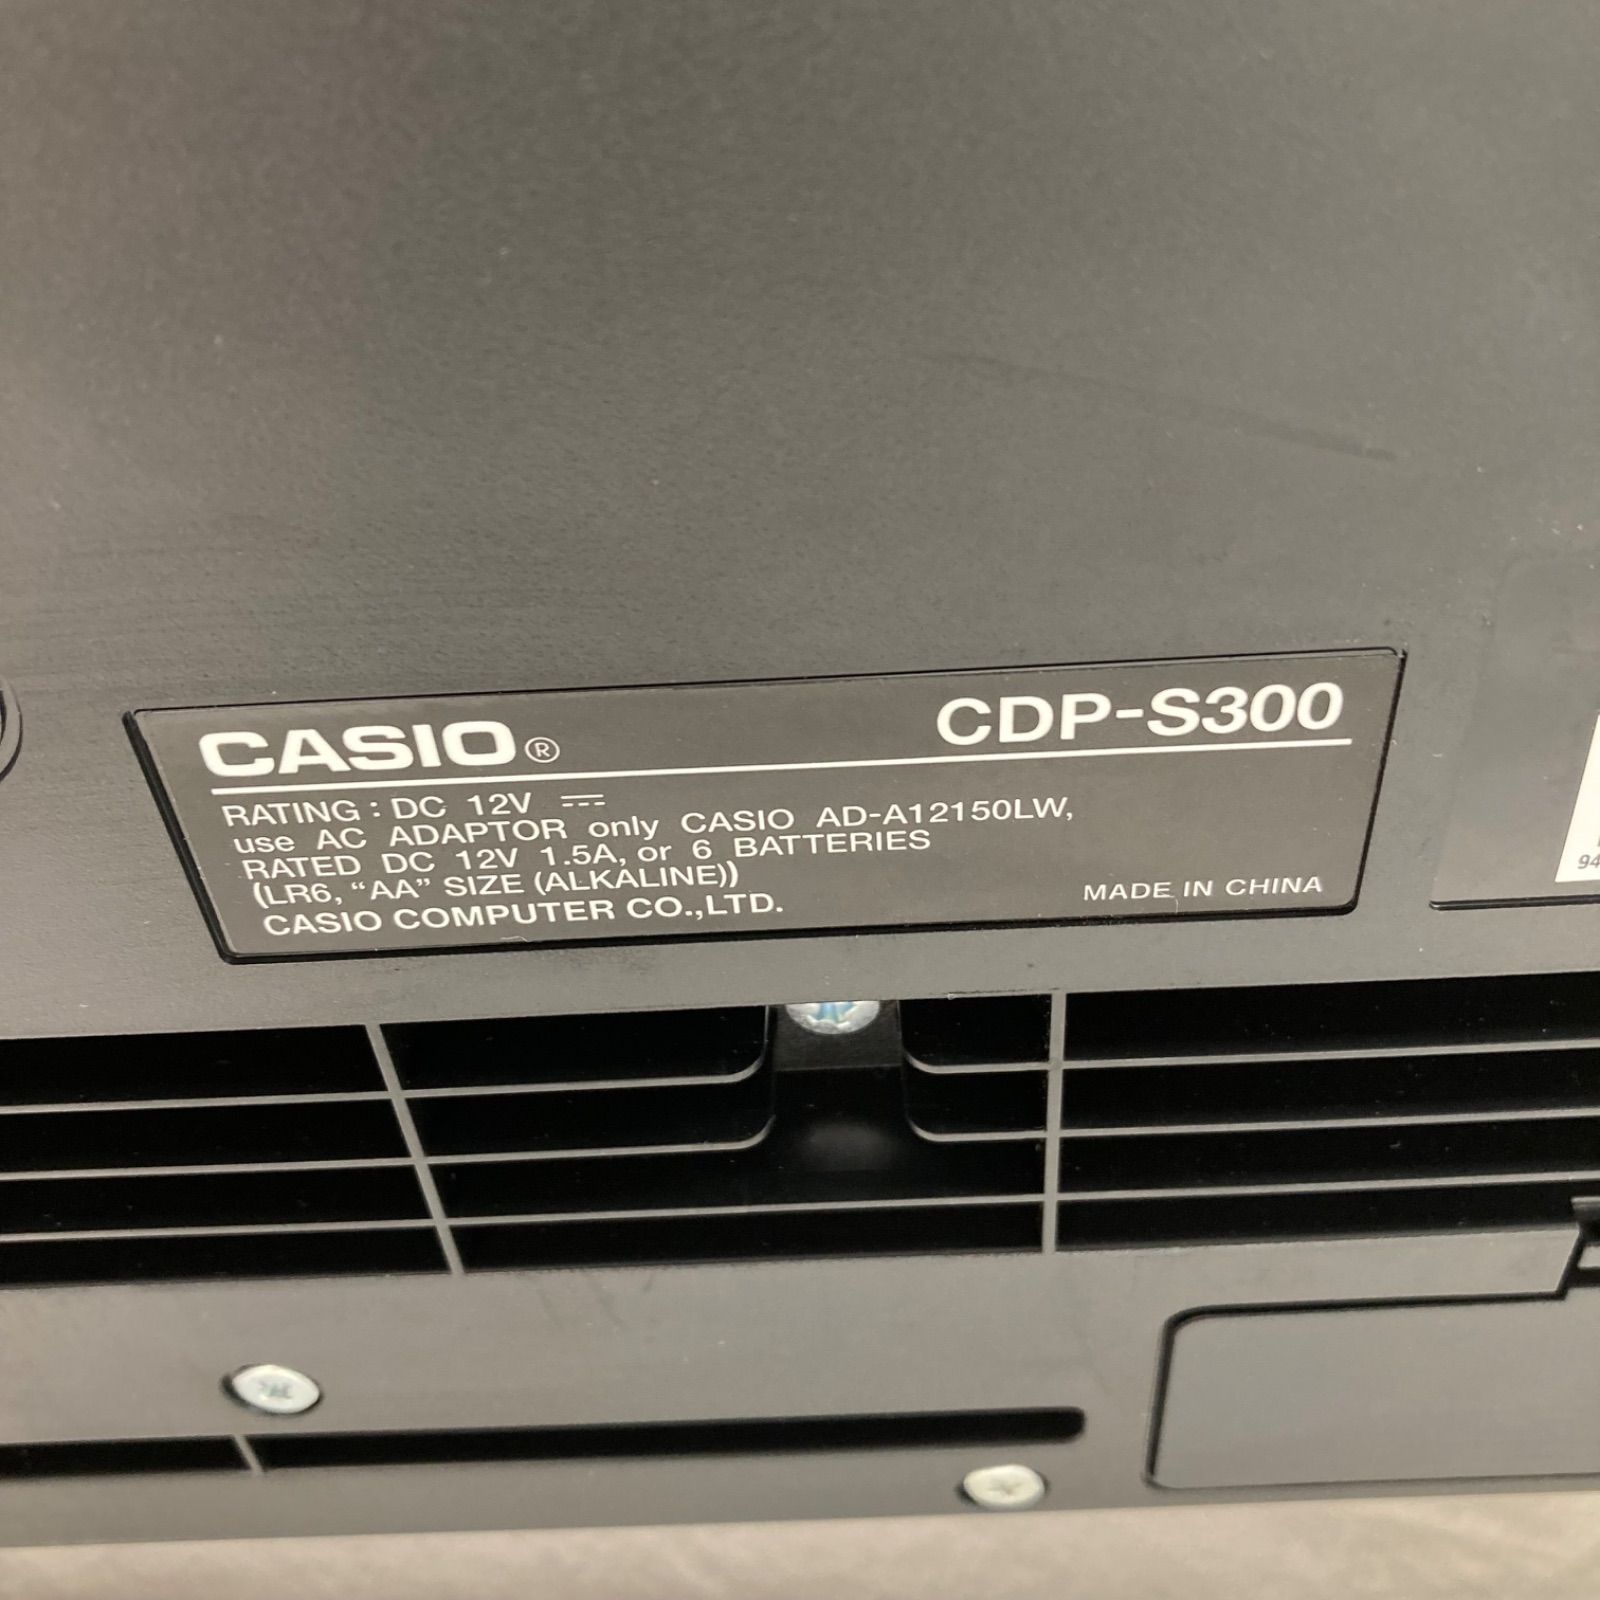 CASIO® CDP-S300
RATING : DC 12V ⎓
use AC ADAPTOR only CASIO AD-A12150LW,
RATED DC 12V 1.5A, or 6 BATTERIES
(LR6, “AA” SIZE (ALKALINE))
CASIO COMPUTER CO.,LTD. MADE IN CHINA
94